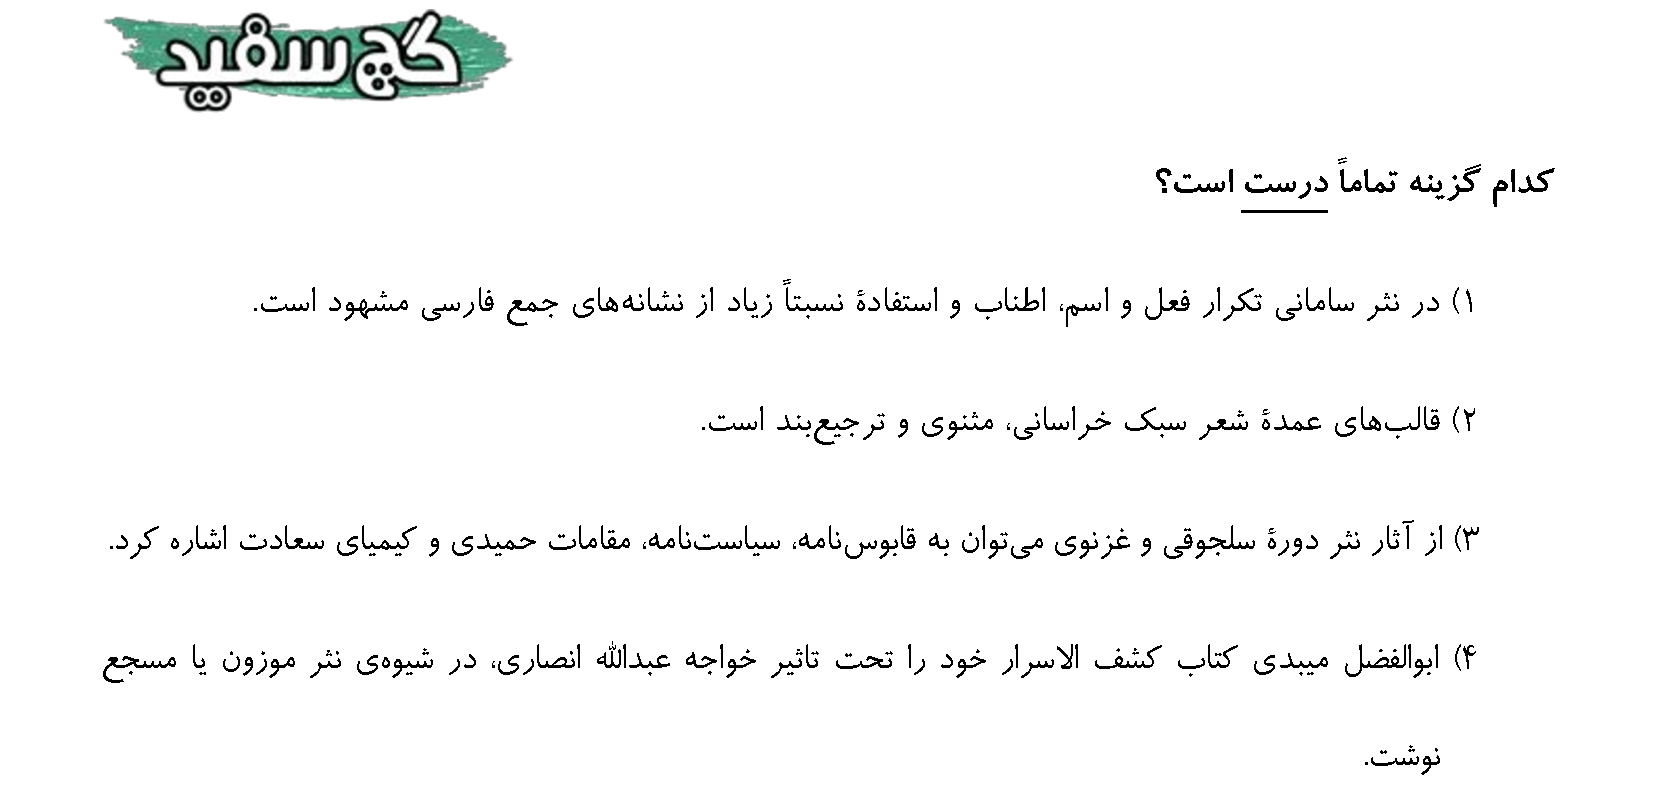 گچ سفید
کدام گزینه تماماً درست است؟
۱) در نثر سامانی تکرار فعل و اسم، اطناب و استفادهٔ نسبتاً زیاد از نشانه‌های جمع فارسی مشهود است.
۲) قالب‌های عمدهٔ شعر سبک خراسانی، مثنوی و ترجیع‌بند است.
۳) از آثار نثر دورهٔ سلجوقی و غزنوی می‌توان به قابوس‌نامه، سیاست‌نامه، مقامات حمیدی و کیمیای سعادت اشاره کرد.
۴) ابوالفضل میبدی کتاب کشف الاسرار خود را تحت تاثیر خواجه عبدالله انصاری، در شیوه‌ی نثر موزون یا مسجع
نوشت.